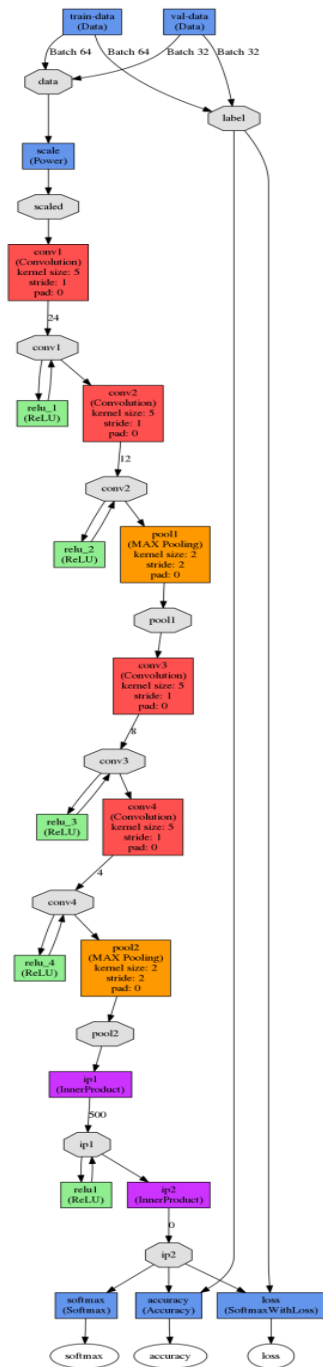 train-data
(Data)
val-data
(Data)
Batch 64
Batch 64
Batch 32
Batch 32
data
label
scale
(Power)
scaled
conv1
(Convolution)
kernel size: 5
stride: 1
pad: 0
24
conv1
relu_1
(ReLU)
conv2
(Convolution)
kernel size: 5
stride: 1
pad: 0
12
conv2
relu_2
(ReLU)
pool1
(MAX Pooling)
kernel size: 2
stride: 2
pad: 0
pool1
conv3
(Convolution)
kernel size: 5
stride: 1
pad: 0
8
conv3
relu_3
(ReLU)
conv4
(Convolution)
kernel size: 5
stride: 1
pad: 0
4
conv4
relu_4
(ReLU)
pool2
(MAX Pooling)
kernel size: 2
stride: 2
pad: 0
pool2
ip1
(InnerProduct)
500
ip1
relu1
(ReLU)
ip2
(InnerProduct)
0
ip2
softmax
(Softmax)
accuracy
(Accuracy)
loss
(SoftmaxWithLoss)
softmax
accuracy
loss